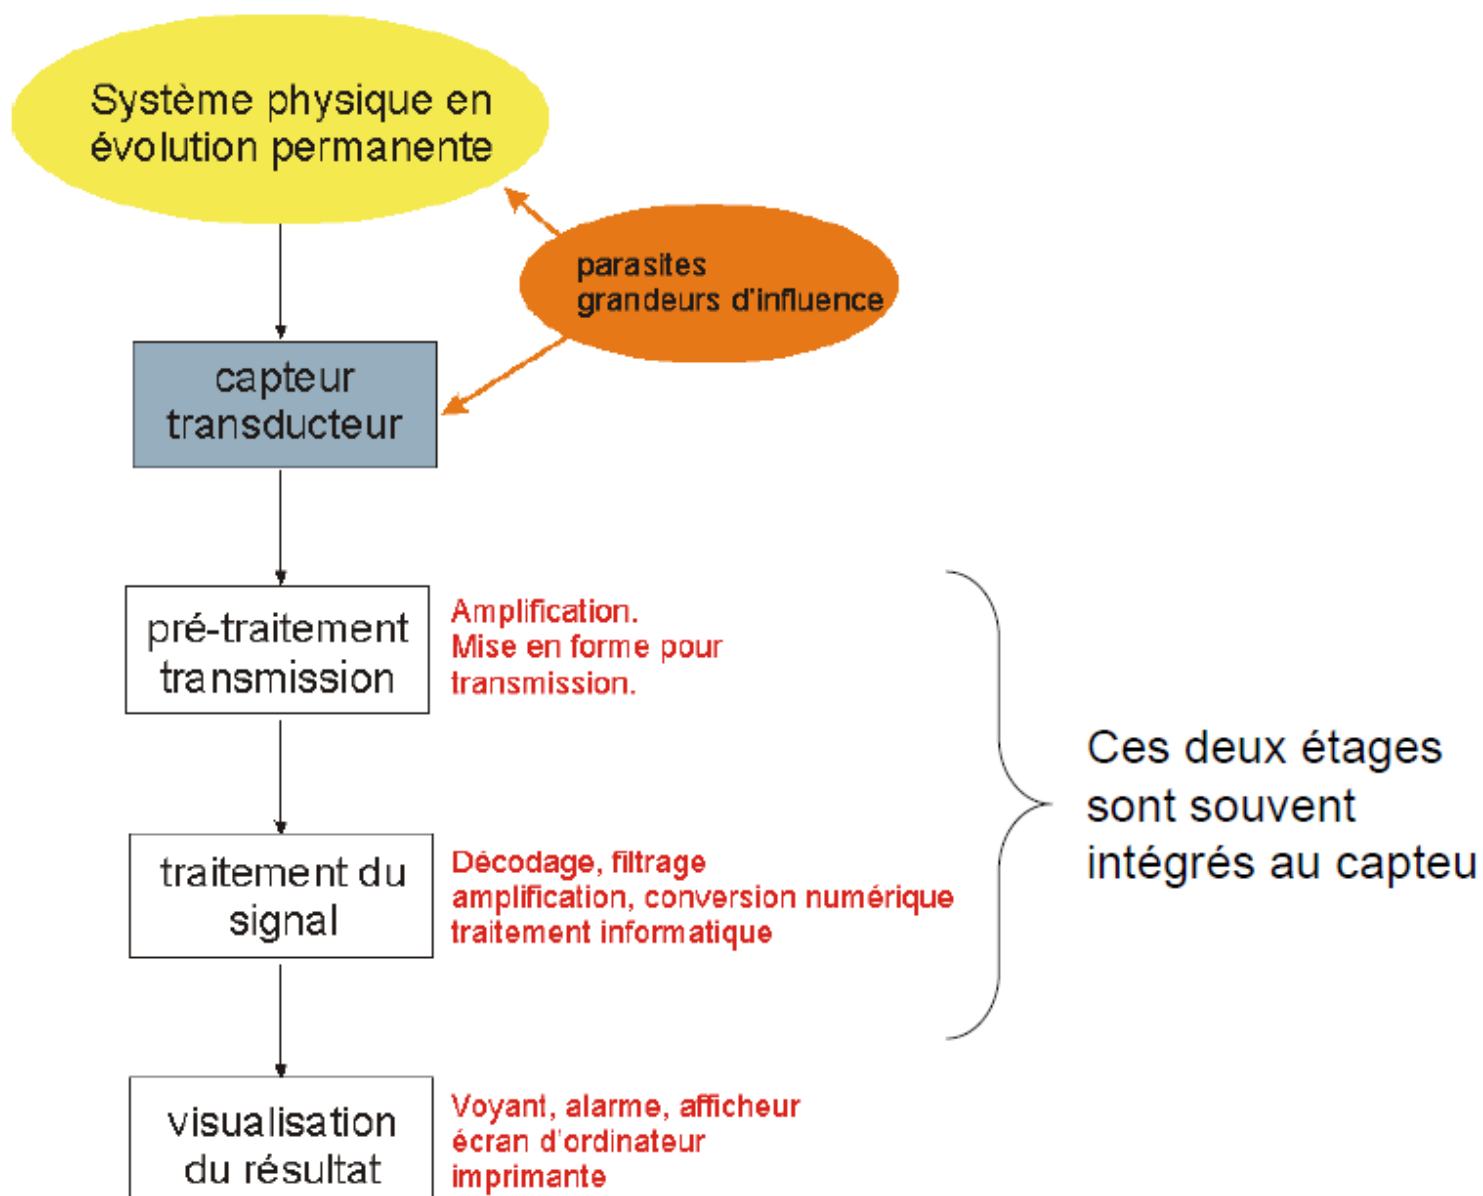 Système physique en
évolution permanente
parasites
grandeurs d'influence
capteur
transducteur
pré-traitement
transmission
Amplification.
Mise en forme pour
transmission.
Ces deux étages
sont souvent
intégrés au capteu
traitement du
signal
Décodage, filtrage
amplification, conversion numérique
traitement informatique
visualisation
du résultat
Voyant, alarme, afficheur
écran d'ordinateur
imprimante